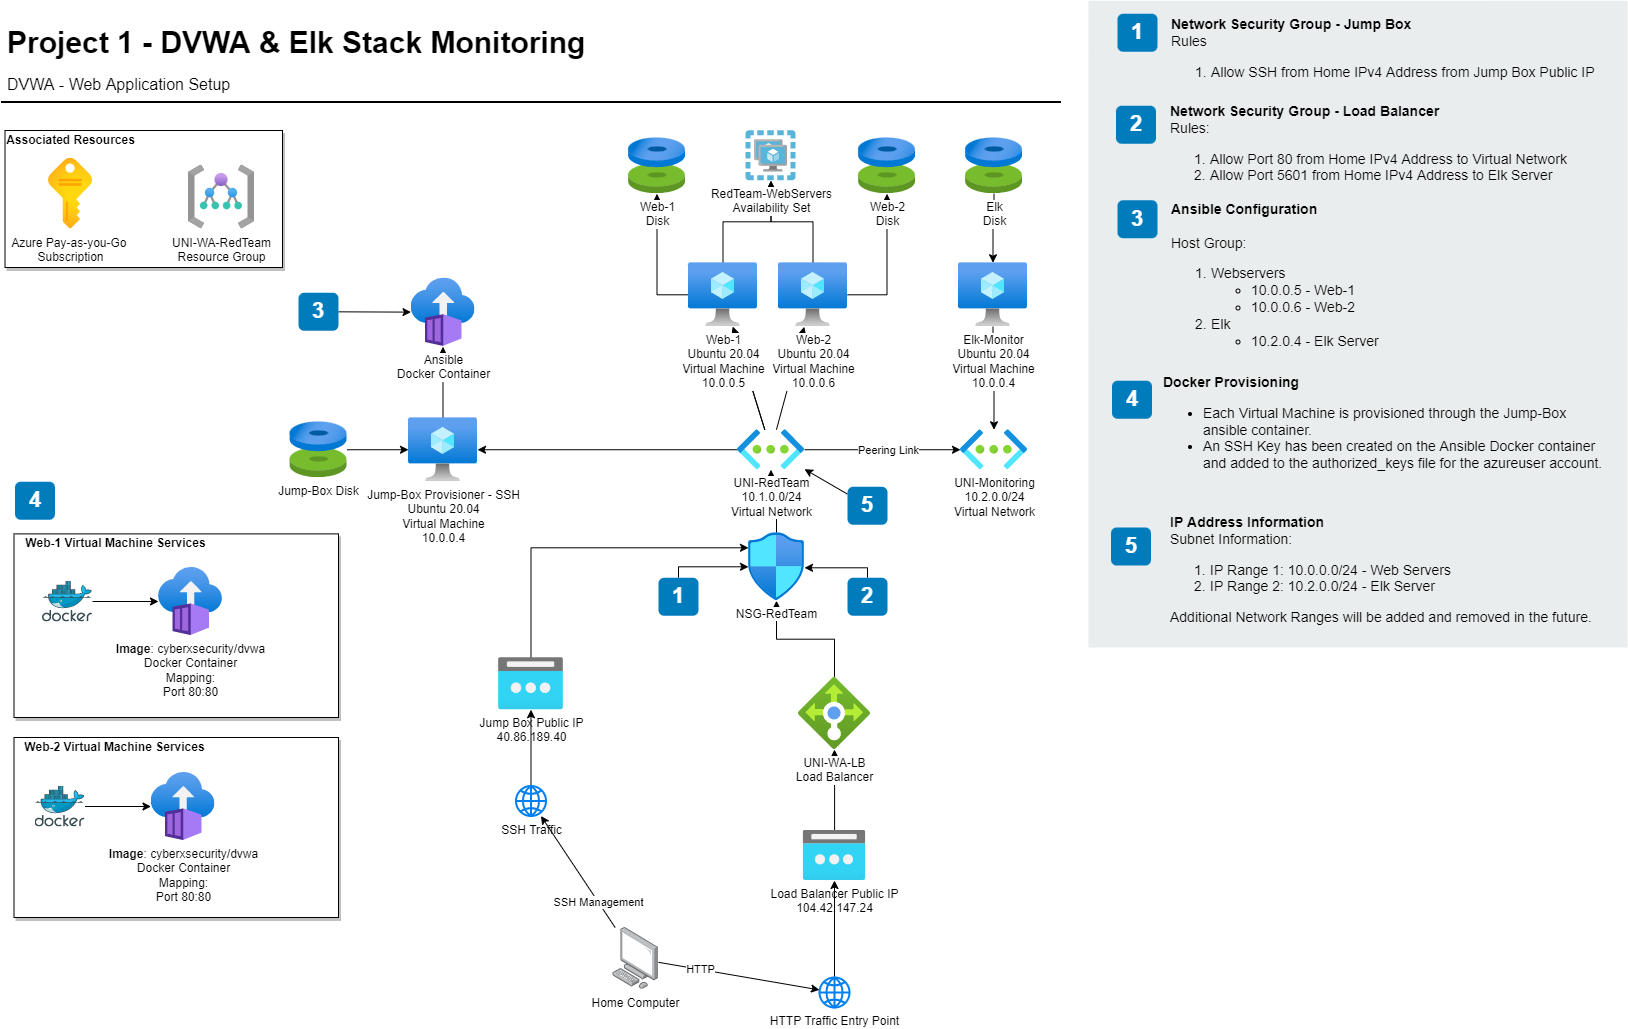 Project 1 - DVWA & Elk Stack Monitoring
DVWA - Web Application Setup
Associated Resources
Azure Pay-as-you-Go
Subscription
UNI-WA-RedTeam
Resource Group
Web-1
Disk
RedTeam-WebServers
Availability Set
Web-2
Disk
Elk
Disk
3
Ansible
Docker Container
Web-1
Ubuntu 20.04
Virtual Machine
10.0.0.5
Web-2
Ubuntu 20.04
Virtual Machine
10.0.0.6
Elk-Monitor
Ubuntu 20.04
Virtual Machine
10.0.0.4
Jump-Box Disk
Jump-Box Provisioner - SSH
Ubuntu 20.04
Virtual Machine
10.0.0.4
Peering Link
UNI-RedTeam
10.1.0.0/24
Virtual Network
UNI-Monitoring
10.2.0.0/24
Virtual Network
5
4
Web-1 Virtual Machine Services
docker
Image: cyberxsecurity/dvwa
Docker Container
Mapping:
Port 80:80
1
2
NSG-RedTeam
Web-2 Virtual Machine Services
docker
Image: cyberxsecurity/dvwa
Docker Container
Mapping:
Port 80:80
Jump Box Public IP
40.86.189.40
UNI-WA-LB
Load Balancer
SSH Traffic
Load Balancer Public IP
104.42.147.24
SSH Management
HTTP
Home Computer
HTTP Traffic Entry Point
1
Network Security Group - Jump Box
Rules
1. Allow SSH from Home IPv4 Address from Jump Box Public IP
2
Network Security Group - Load Balancer
Rules:
1. Allow Port 80 from Home IPv4 Address to Virtual Network
2. Allow Port 5601 from Home IPv4 Address to Elk Server
3
Ansible Configuration
Host Group:
1. Webservers
10.0.0.5 - Web-1
10.0.0.6 - Web-2
2. Elk
10.2.0.4 - Elk Server
4
Docker Provisioning
• Each Virtual Machine is provisioned through the Jump-Box
ansible container.
• An SSH Key has been created on the Ansible Docker container
and added to the authorized_keys file for the azureuser account.
5
IP Address Information
Subnet Information:
1. IP Range 1: 10.0.0.0/24 - Web Servers
2. IP Range 2: 10.2.0.0/24 - Elk Server
Additional Network Ranges will be added and removed in the future.